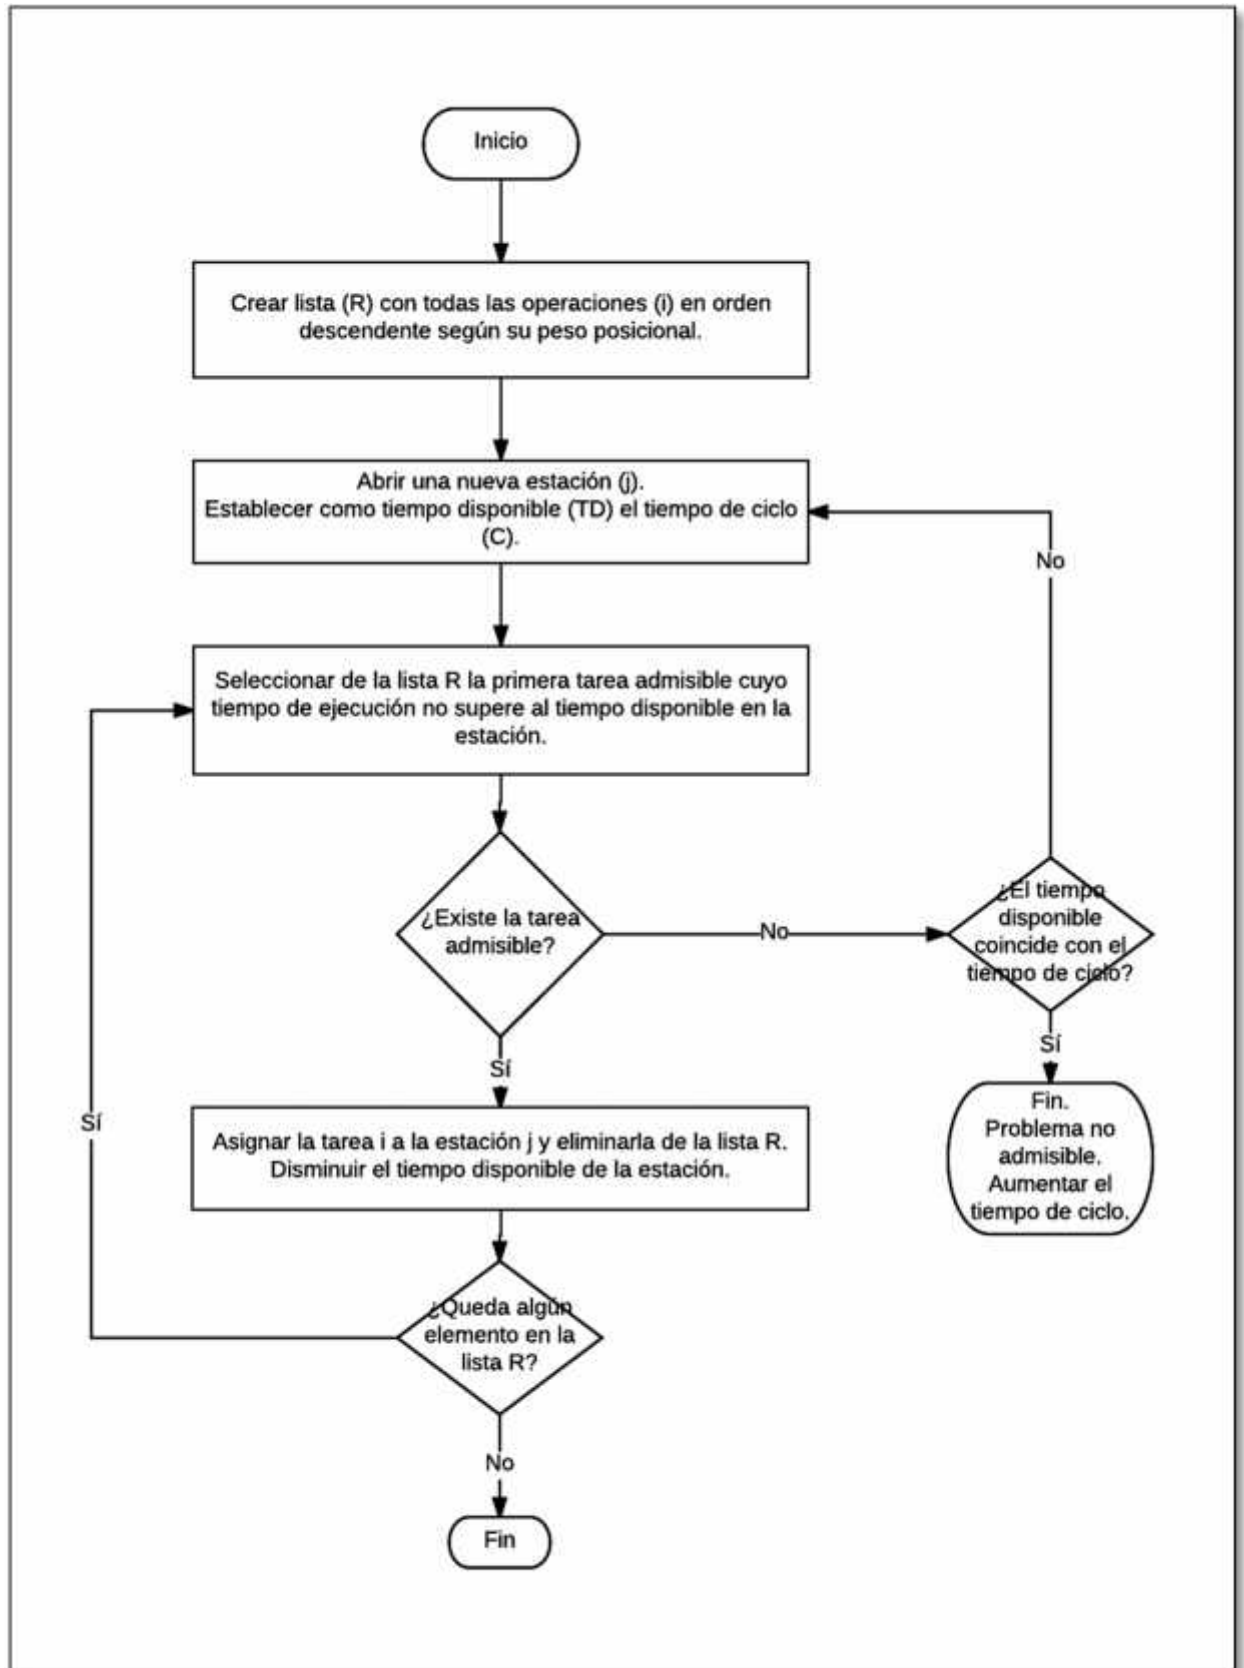 Inicio
Crear lista (R) con todas las operaciones (i) en orden
descendente según su peso posicional.
Abrir una nueva estación (j).
Establecer como tiempo disponible (TD) el tiempo de ciclo
(C).
No
Seleccionar de la lista R la primera tarea admisible cuyo
tiempo de ejecución no supere al tiempo disponible en la
estación.
¿Existe la tarea
admisible?
No
¿El tiempo
disponible
coincide con el
tiempo de ciclo?
Sí
Sí
Fin.
Problema no
admisible.
Aumentar el
tiempo de ciclo.
Asignar la tarea i a la estación j y eliminarla de la lista R.
Disminuir el tiempo disponible de la estación.
Sí
¿Queda algún
elemento en la
lista R?
No
Fin